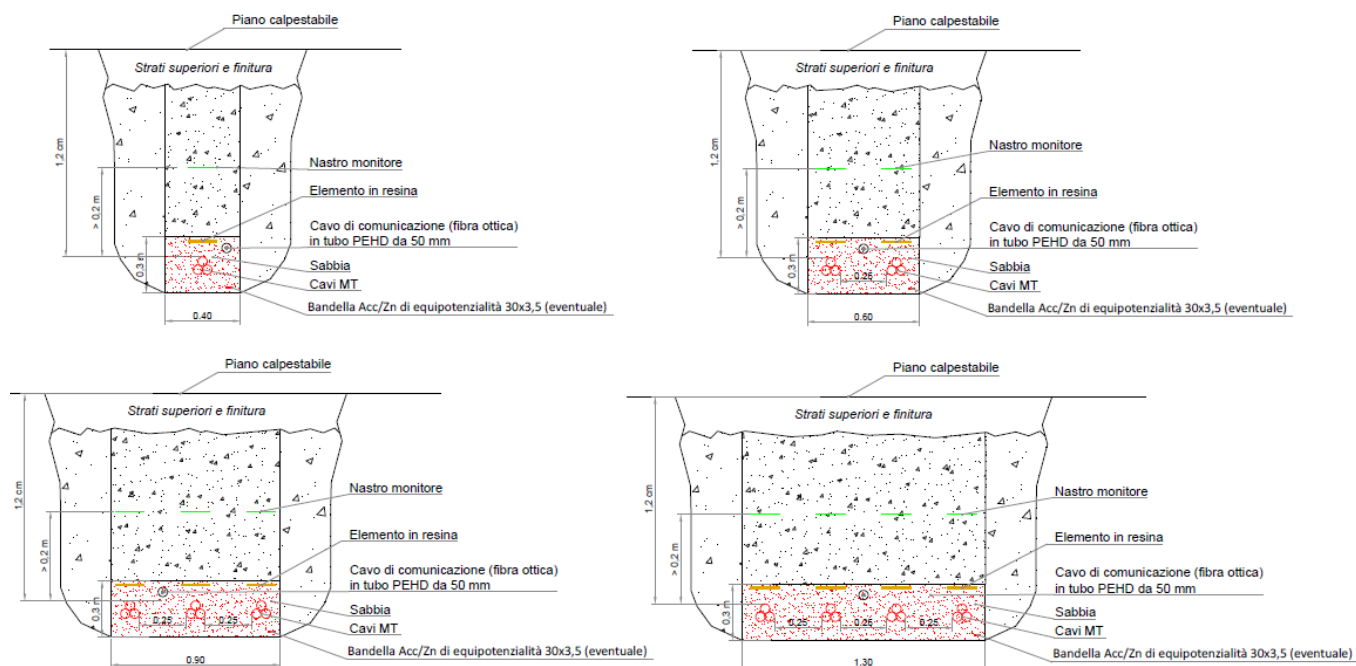 Piano calpestabile
Strati superiori e finitura
1,2 cm
Nastro monitore
> 0,2 m
Elemento in resina
Cavo di comunicazione (fibra ottica)
in tubo PEHD da 50 mm
0,3 m
Sabbia
Cavi MT
Bandella Acc/Zn di equipotenzialità 30x3,5 (eventuale)
0.40
Piano calpestabile
Strati superiori e finitura
1,2 cm
Nastro monitore
> 0,2 m
Elemento in resina
Cavo di comunicazione (fibra ottica)
in tubo PEHD da 50 mm
0,3 m
Sabbia
0.25
Cavi MT
Bandella Acc/Zn di equipotenzialità 30x3,5 (eventuale)
0.60
Piano calpestabile
Strati superiori e finitura
1,2 cm
Nastro monitore
> 0,2 m
Elemento in resina
Cavo di comunicazione (fibra ottica)
in tubo PEHD da 50 mm
0,3 m
Sabbia
0.25 0.25
Cavi MT
Bandella Acc/Zn di equipotenzialità 30x3,5 (eventuale)
0.90
Piano calpestabile
Strati superiori e finitura
1,2 cm
Nastro monitore
> 0,2 m
Elemento in resina
Cavo di comunicazione (fibra ottica)
in tubo PEHD da 50 mm
0,3 m
Sabbia
0.25 0.25 0.25
Cavi MT
Bandella Acc/Zn di equipotenzialità 30x3,5 (eventuale)
1.30